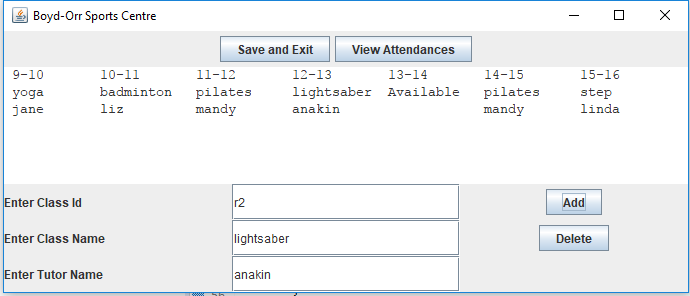 Boyd-Orr Sports Centre
Save and Exit View Attendances
9-10 10-11 11-12 12-13 13-14 14-15 15-16
yoga badminton pilates lightsaber Available pilates step
jane liz mandy anakin mandy linda
Enter Class Id r2 Add
Enter Class Name lightsaber Delete
Enter Tutor Name anakin